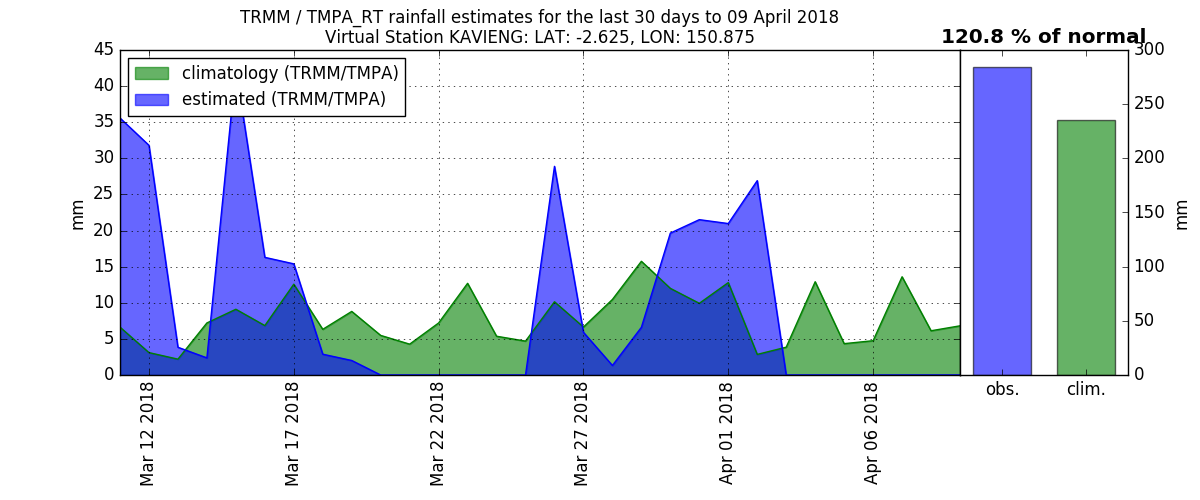 TRMM / TMPA_RT rainfall estimates for the last 30 days to 09 April 2018
Virtual Station KAVIENG: LAT: -2.625, LON: 150.875
120.8 % of normal
climatology (TRMM/TMPA)
estimated (TRMM/TMPA)
mm
45
40
35
30
25
20
15
10
5
0
Mar 12 2018
Mar 17 2018
Mar 22 2018
Mar 27 2018
Apr 01 2018
Apr 06 2018
obs.
clim.
300
250
200
150
100
50
0
mm